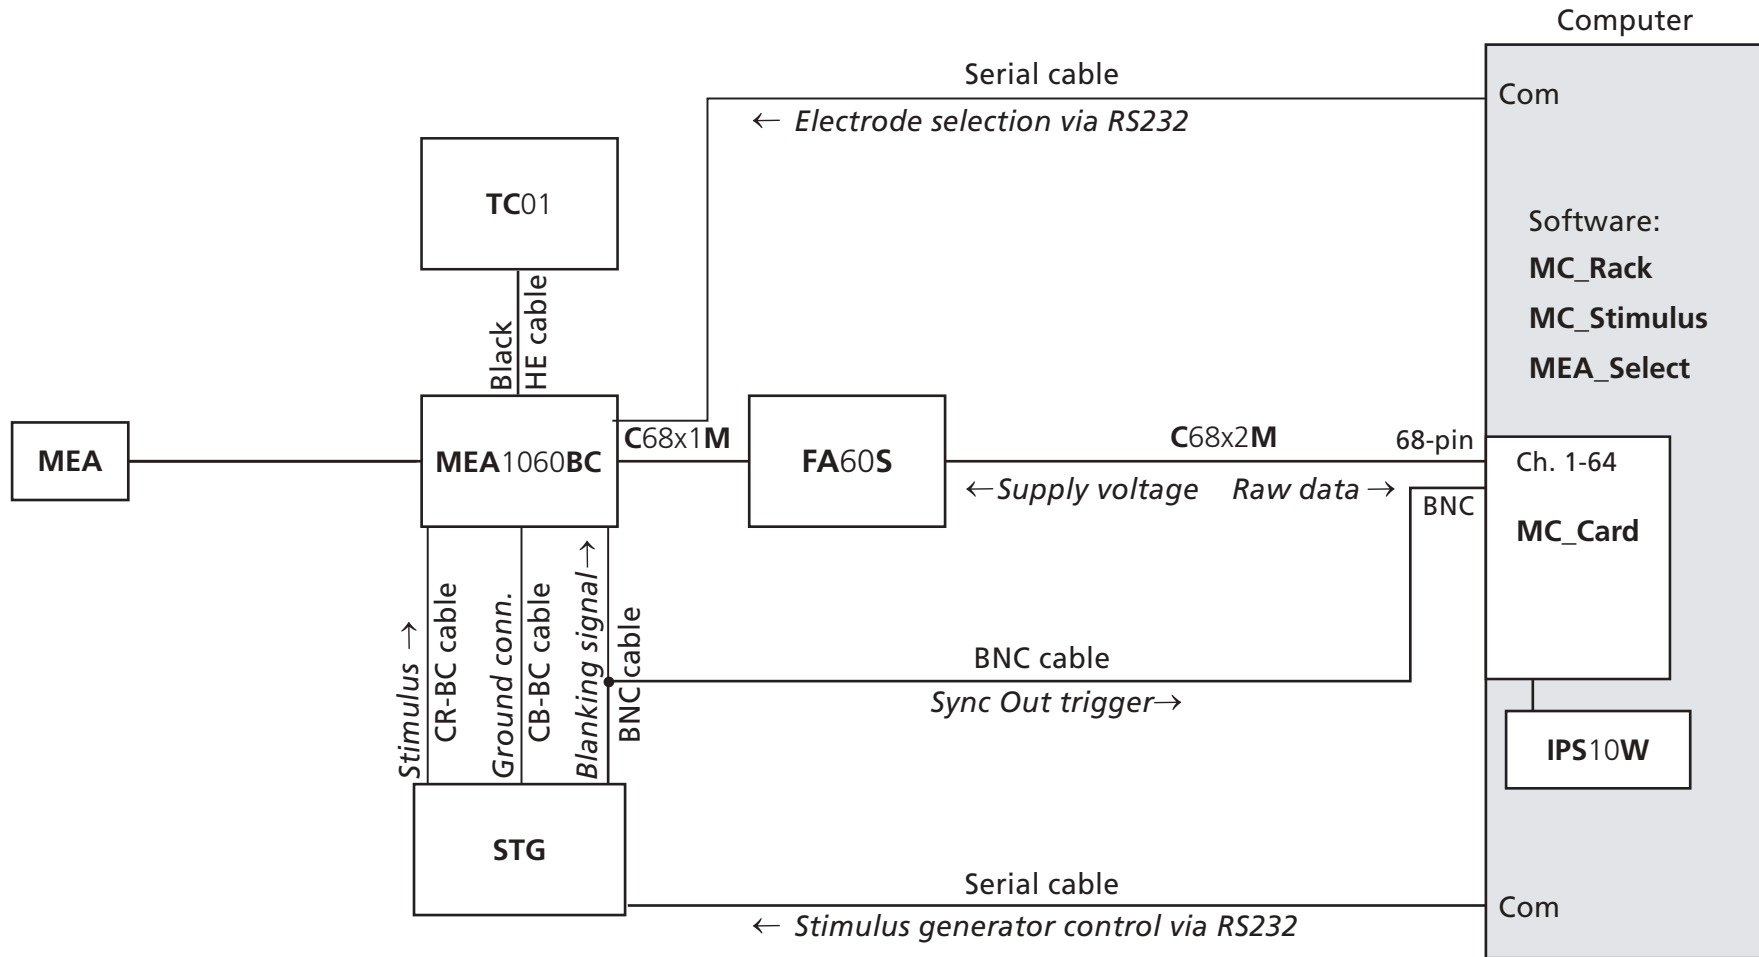 Computer
Serial cable
Com
← Electrode selection via RS232
TC01
Software:
MC_Rack
MC_Stimulus
MEA_Select
Black
HE cable
MEA
MEA1060BC
C68x1M
FA60S
C68x2M
68-pin
Ch. 1-64
←Supply voltage
Raw data →
BNC
MC_Card
Stimulus →
CR-BC cable
Ground conn.
CB-BC cable
Blanking signal→
BNC cable
BNC cable
Sync Out trigger→
IPS10W
STG
Serial cable
Com
← Stimulus generator control via RS232